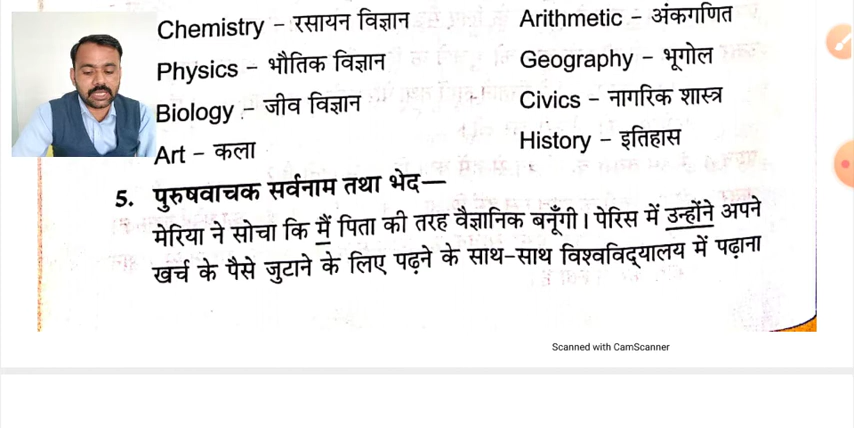 Chemistry – रसायन विज्ञान
Physics – भौतिक विज्ञान
Biology – जीव विज्ञान
Art – कला
Arithmetic – अंकगणित
Geography – भूगोल
Civics – नागरिक शास्त्र
History – इतिहास
5. पुरुषवाचक सर्वनाम तथा भेद—
मेरिया ने सोचा कि मैं पिता की तरह वैज्ञानिक बनूँगी। पेरिस में उन्होंने अपने
खर्च के पैसे जुटाने के लिए पढ़ने के साथ-साथ विश्वविद्यालय में पढ़ाना
Scanned with CamScanner